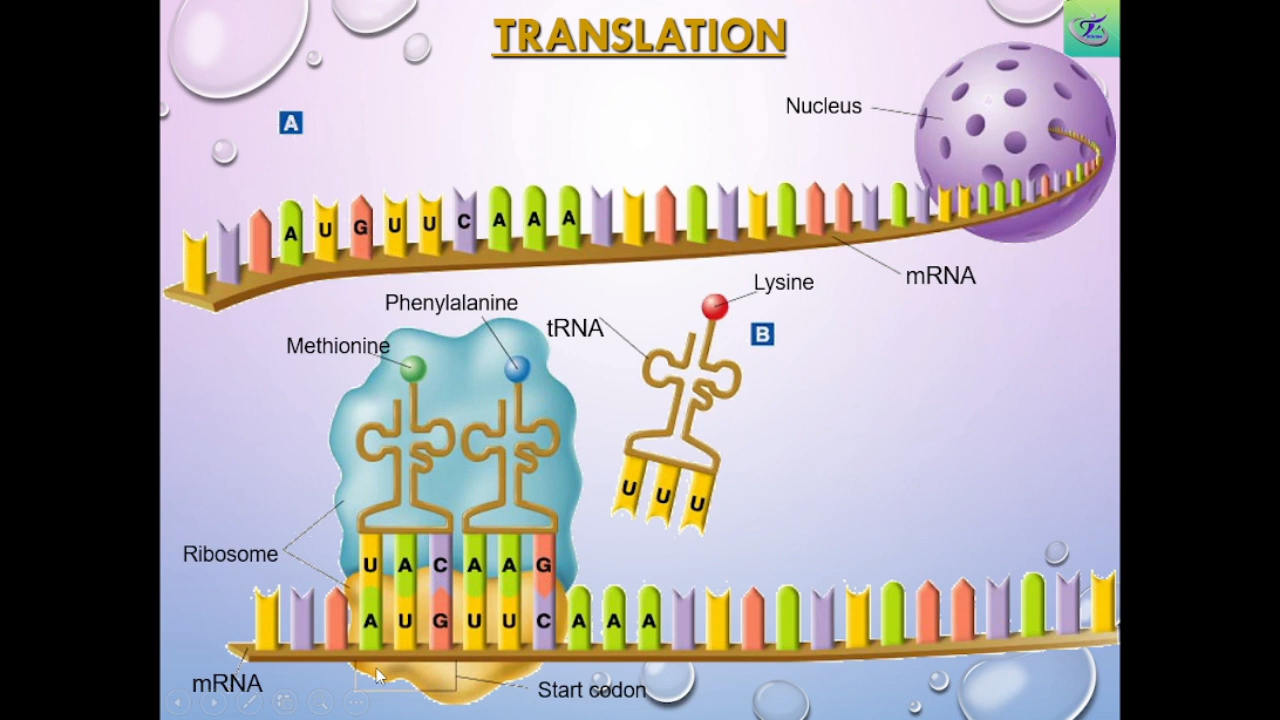 TRANSLATION
Nucleus
A
A U G U U C A A A
mRNA
Lysine
Phenylalanine
tRNA
B
Methionine
U U U
Ribosome
U A C A A G
A U G U U C A A A
mRNA
Start codon